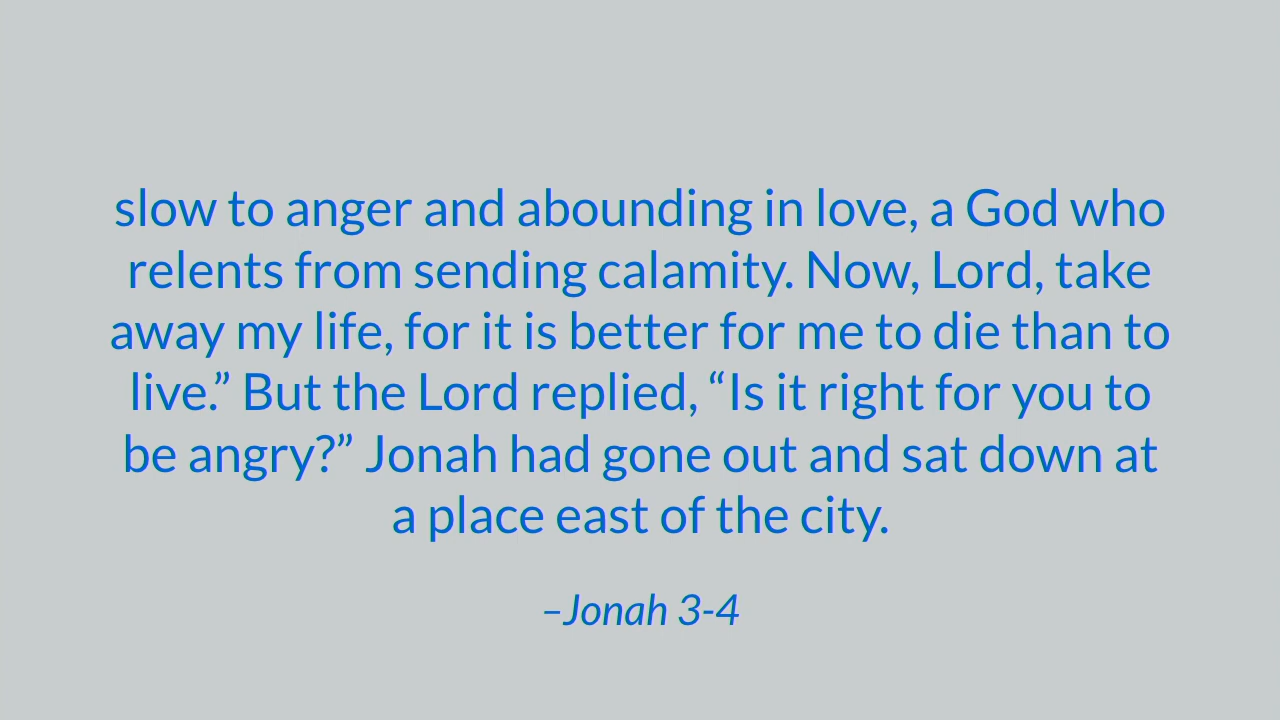 slow to anger and abounding in love, a God who
relents from sending calamity. Now, Lord, take
away my life, for it is better for me to die than to
live.” But the Lord replied, “Is it right for you to
be angry?” Jonah had gone out and sat down at
a place east of the city.
–Jonah 3-4